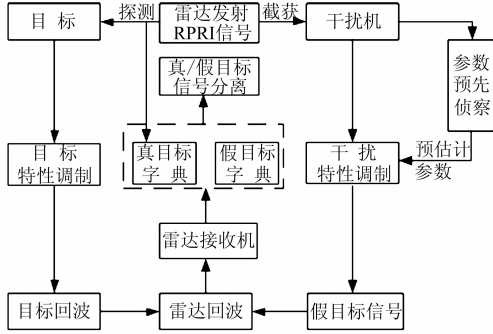 目 标
探测
雷达发射
RPRI信号
截获
干扰机
真/假目标
信号分离
参数
预先
侦察
目 标
特性调制
真目标
字 典
假目标
字 典
干 扰
特性调制
预估计
参数
雷达接收机
目标回波
雷达回波
假目标信号